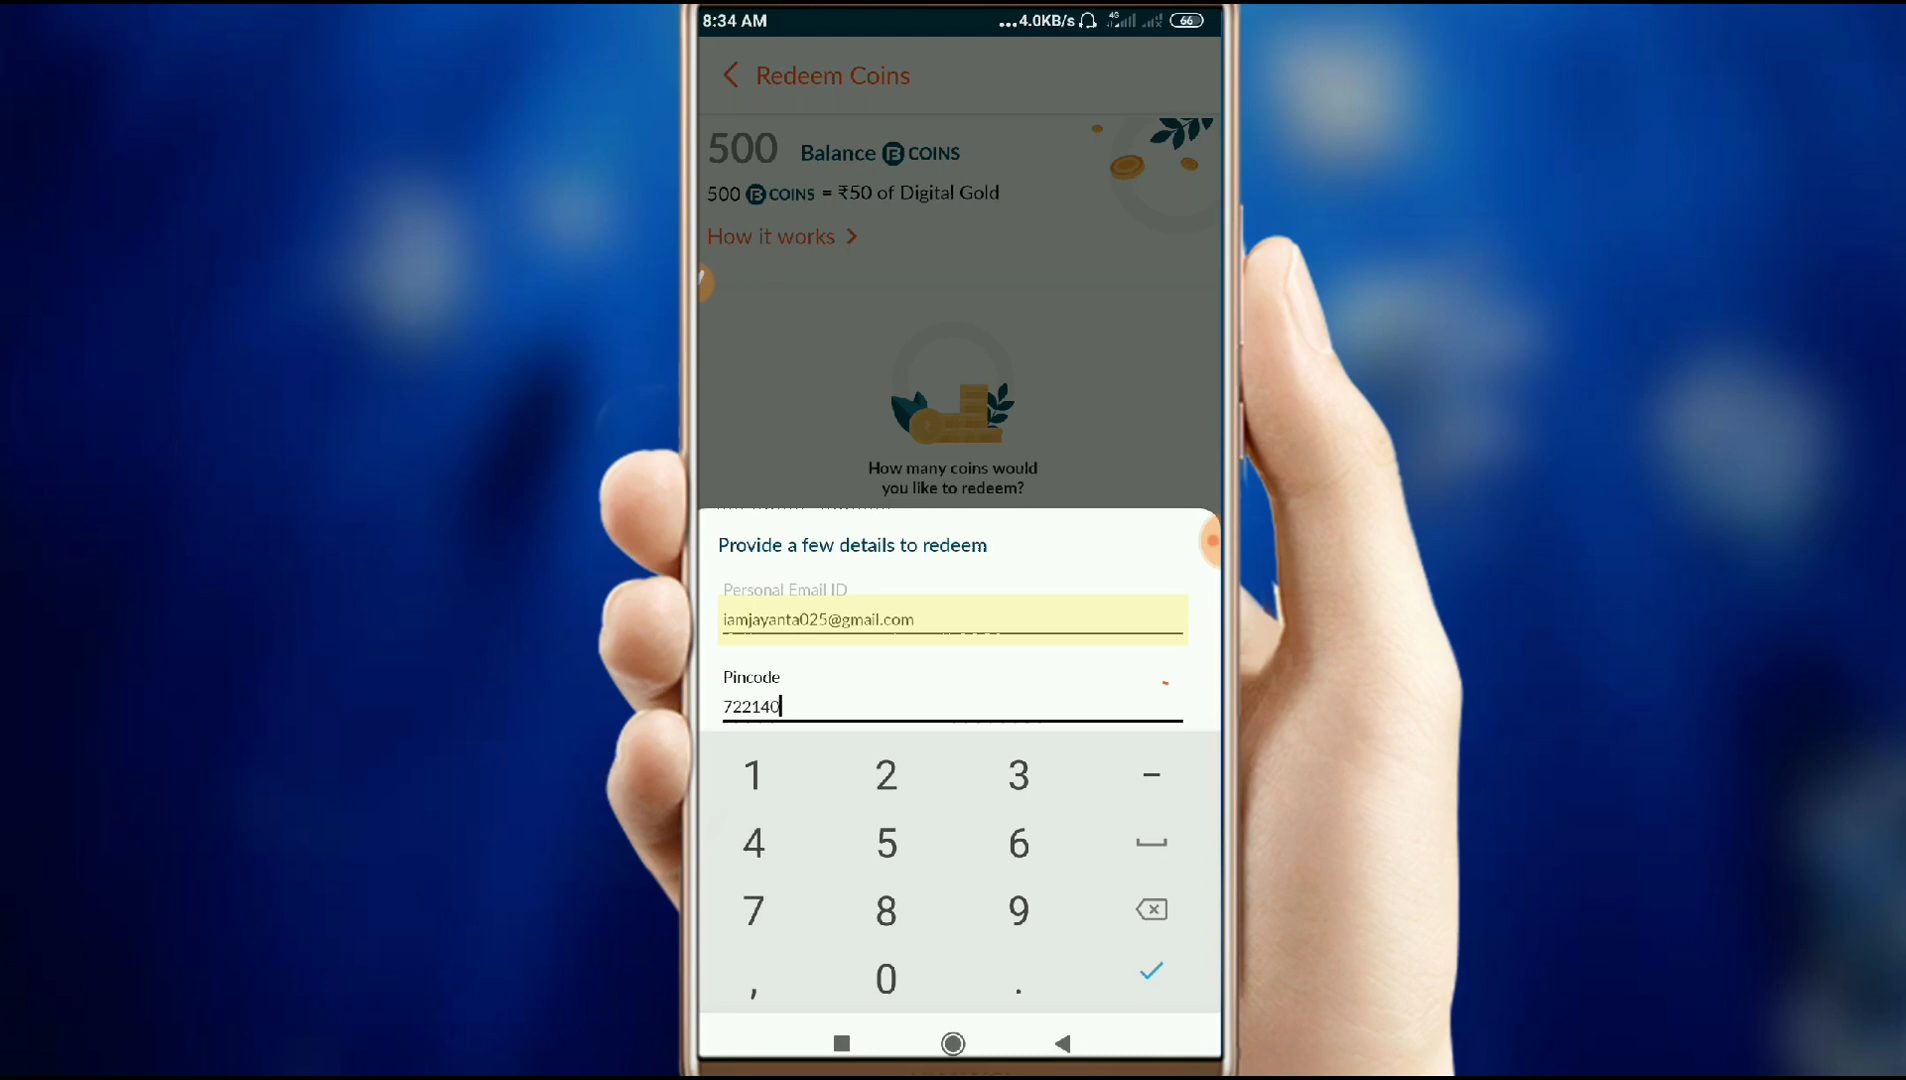 8:34 AM
...4.0KB/s 4G 66
Redeem Coins
500 Balance B COINS
500 B COINS = ₹50 of Digital Gold
How it works >
How many coins would
you like to redeem?
Provide a few details to redeem
Personal Email ID
iamjayanta025@gmail.com
Pincode
722140
1 2 3 -
4 5 6
7 8 9
, 0 .